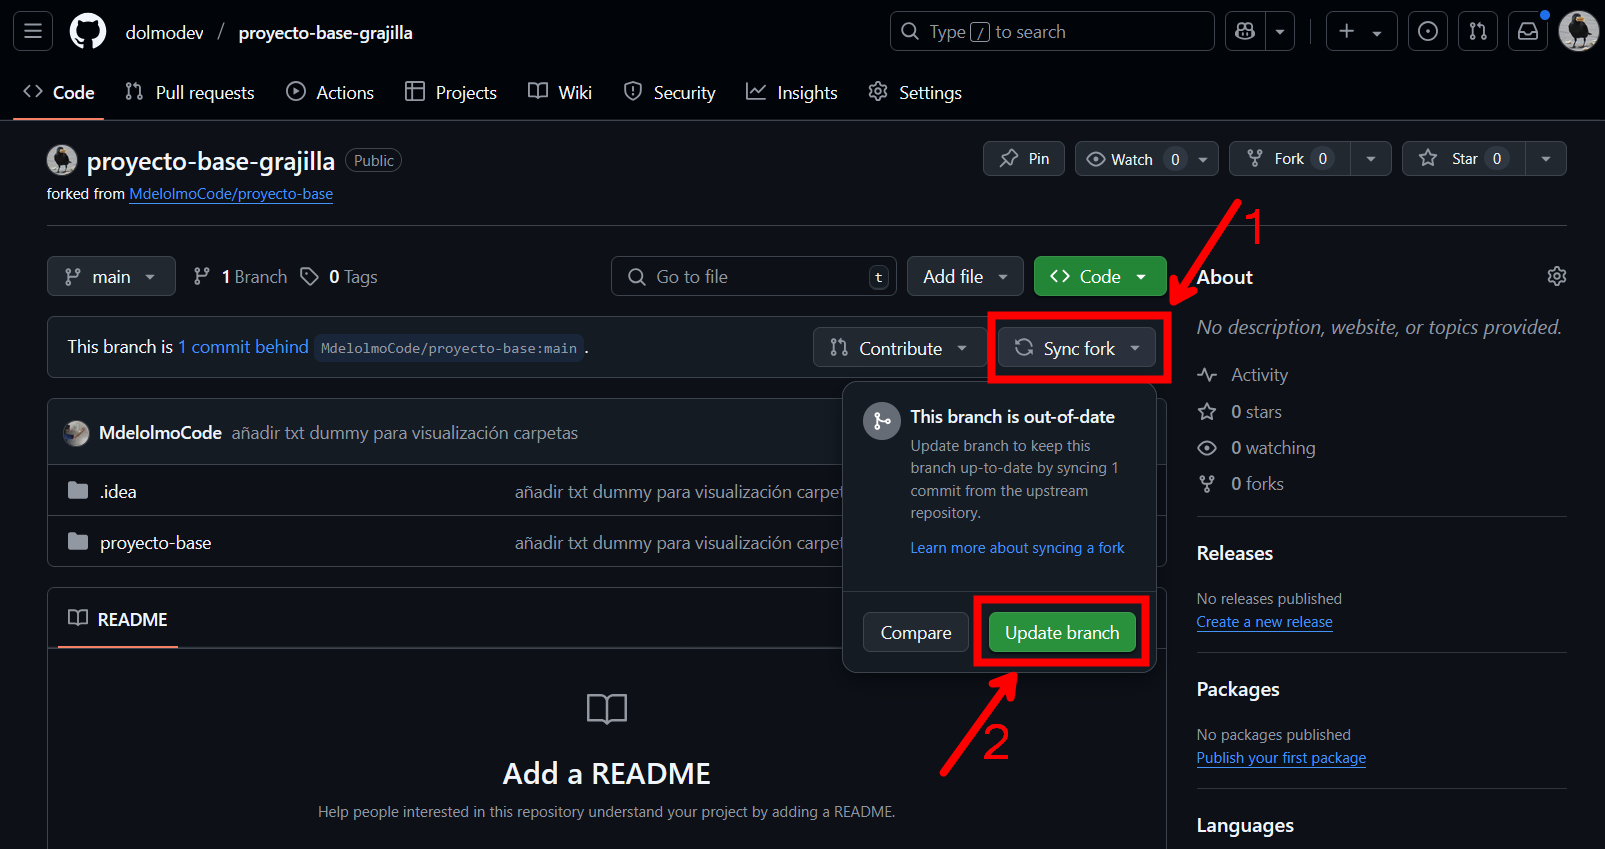 dolmodev / proyecto-base-grajilla
Type / to search
Code Pull requests Actions Projects Wiki Security Insights Settings
proyecto-base-grajilla Public
Pin Watch 0 Fork 0 Star 0
forked from MdelolmoCode/proyecto-base
1
main 1 Branch 0 Tags
Go to file t Add file Code
About
No description, website, or topics provided.
This branch is 1 commit behind MdelolmoCode/proyecto-base:main .
Contribute Sync fork
Activity
0 stars
0 watching
0 forks
This branch is out-of-date
Update branch to keep this
branch up-to-date by syncing 1
commit from the upstream
repository.
Learn more about syncing a fork
Compare Update branch
2
MdelolmoCode añadir txt dummy para visualización carpetas
.idea añadir txt dummy para visualización carpet
proyecto-base añadir txt dummy para visualización carpet
README
Add a README
Help people interested in this repository understand your project by adding a README.
Releases
No releases published
Create a new release
Packages
No packages published
Publish your first package
Languages